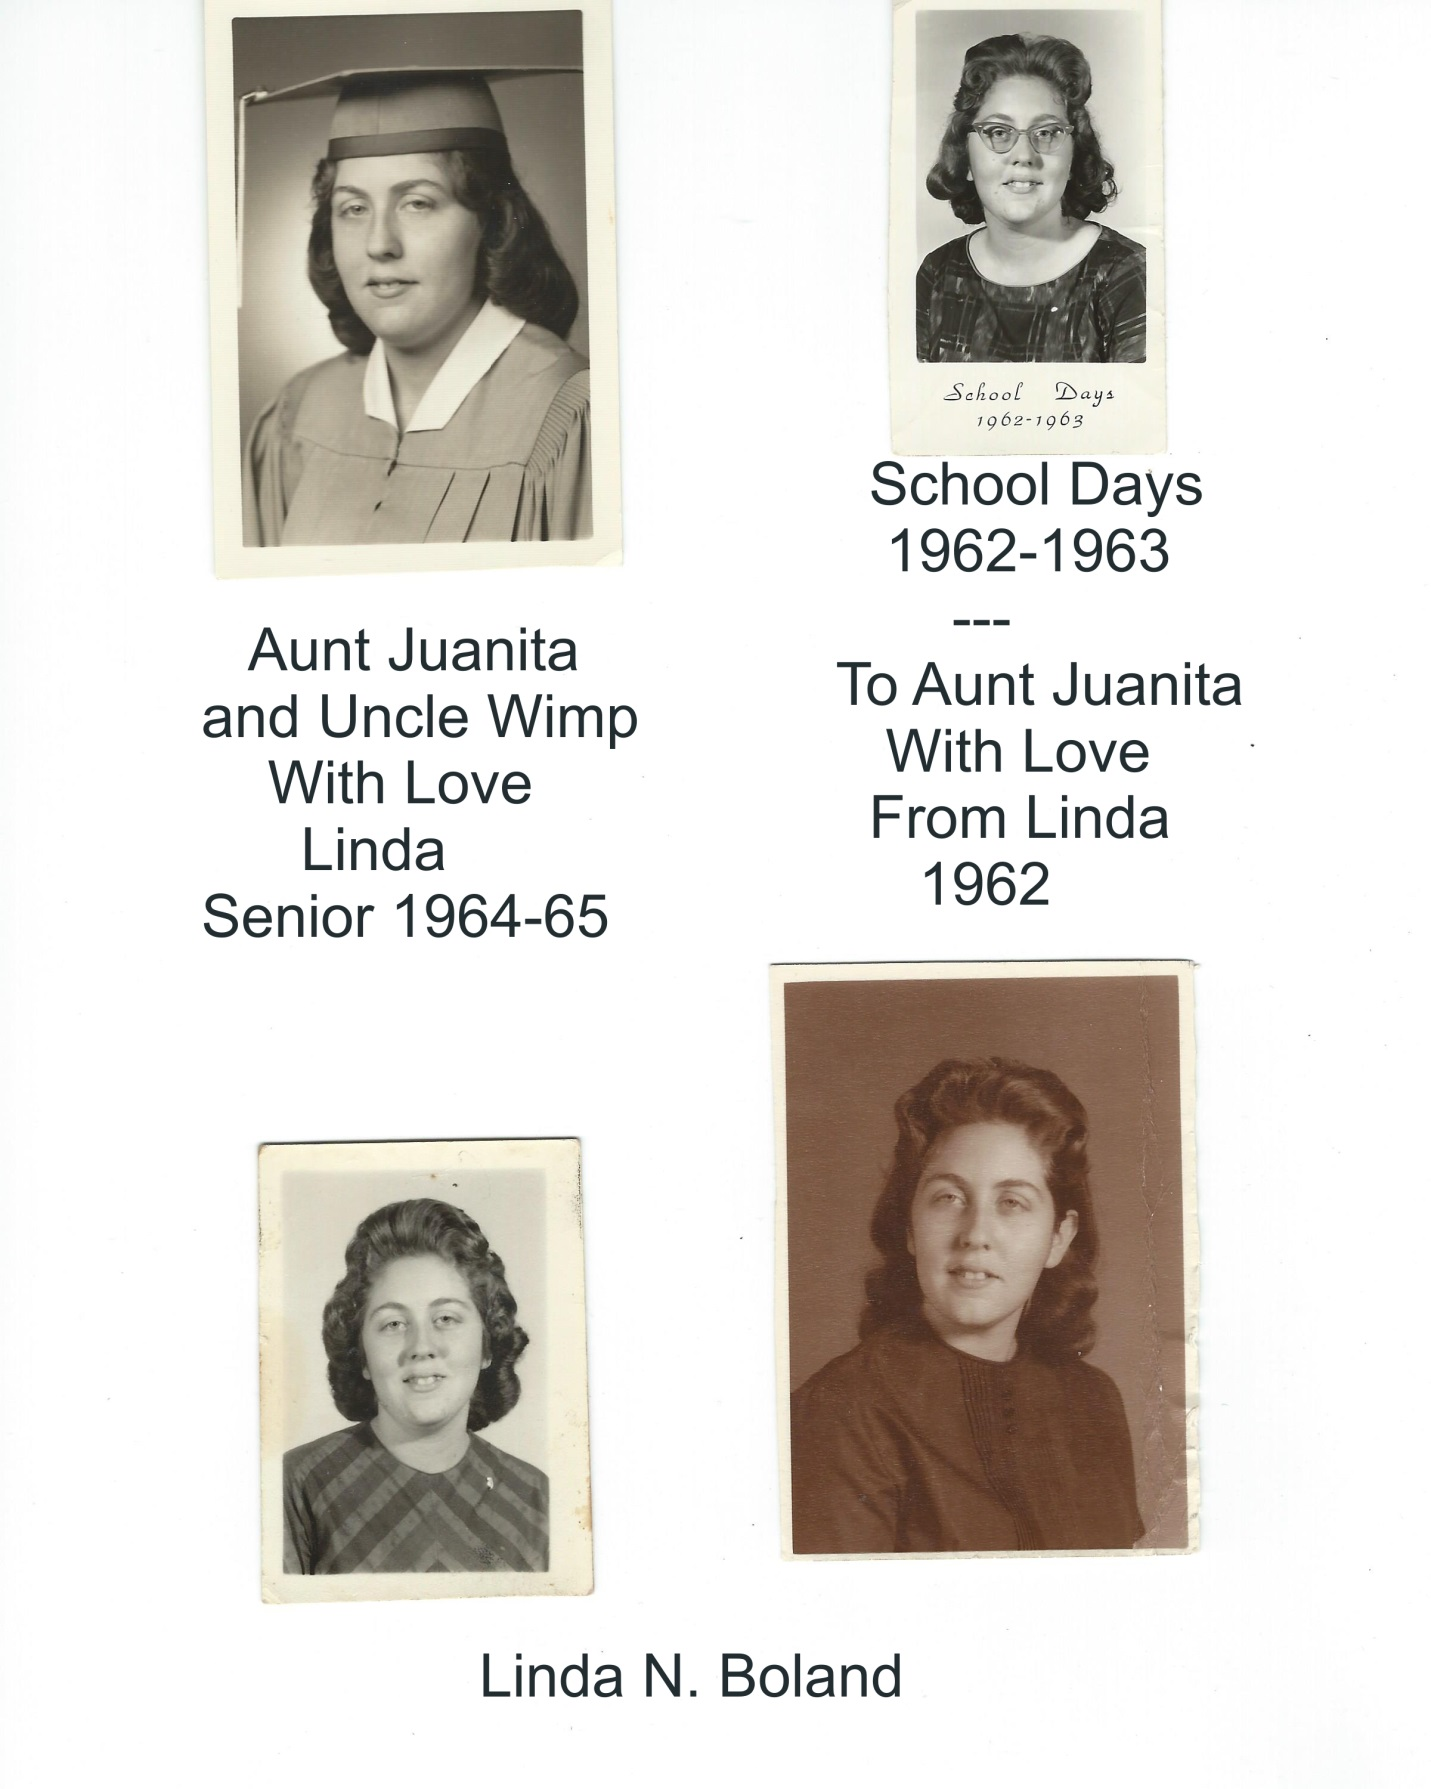 School Days
1962-1963
Aunt Juanita
and Uncle Wimp
With Love
Linda
Senior 1964-65
School Days
1962-1963
---
To Aunt Juanita
With Love
From Linda
1962
Linda N. Boland